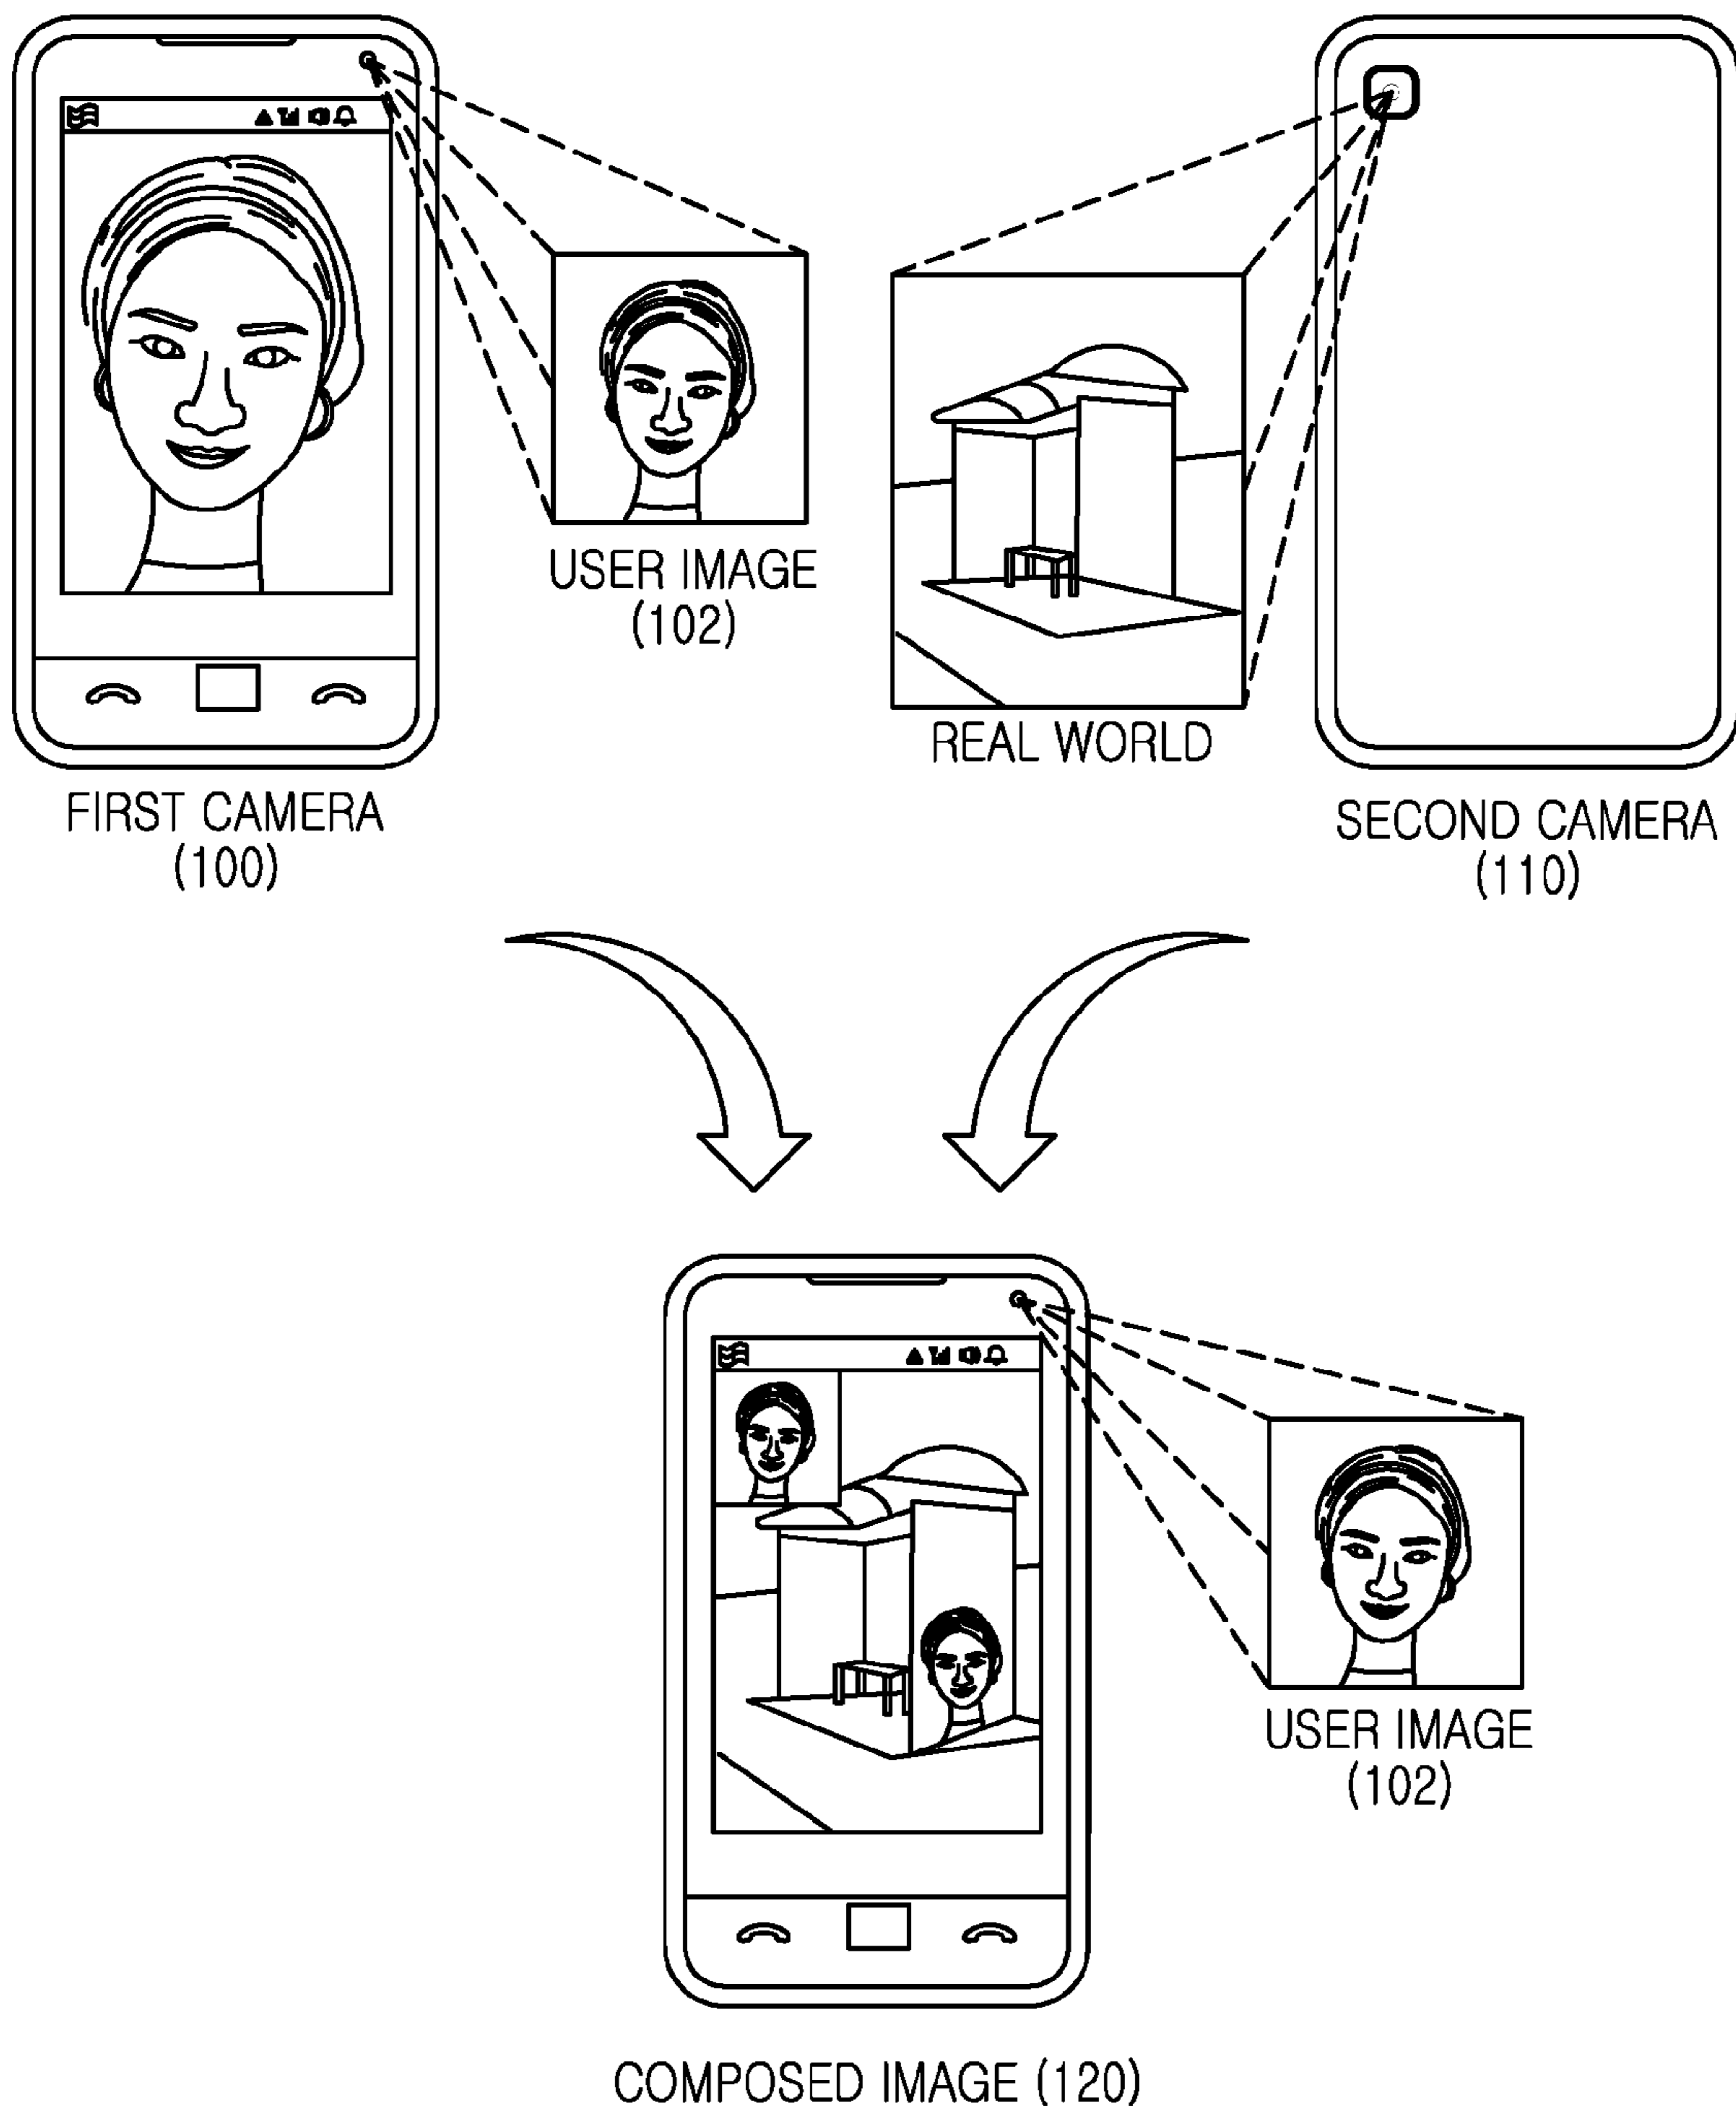 USER IMAGE
(102)
REAL WORLD
FIRST CAMERA
(100)
SECOND CAMERA
(110)
USER IMAGE
(102)
COMPOSED IMAGE (120)